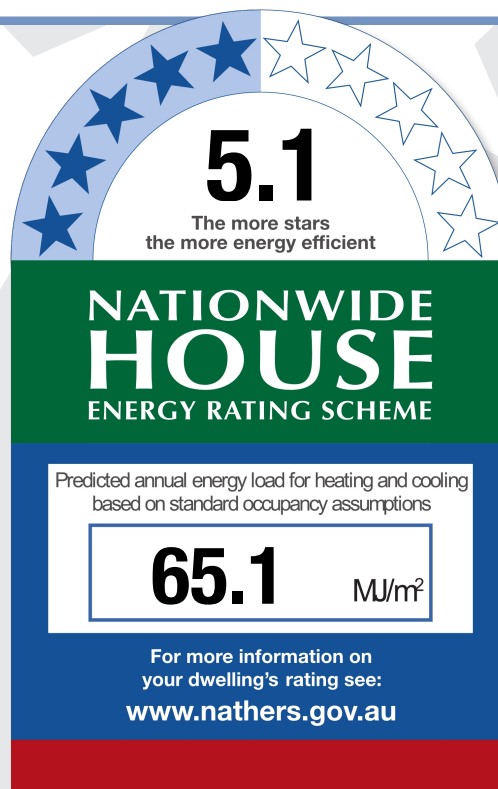 5.1
The more stars
the more energy efficient
NATIONWIDE
HOUSE
ENERGY RATING SCHEME
Predicted annual energy load for heating and cooling
based on standard occupancy assumptions
65.1 MJ/m²
For more information on
your dwelling's rating see:
www.nathers.gov.au